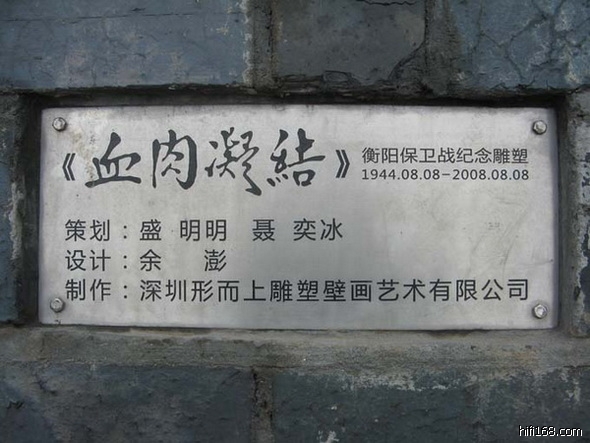 《血肉凝结》衡阳保卫战纪念雕塑
1944.08.08-2008.08.08
策划：盛 明明 聂 奕冰
设计：余 澎
制作：深圳形而上雕塑壁画艺术有限公司
hifi168.com